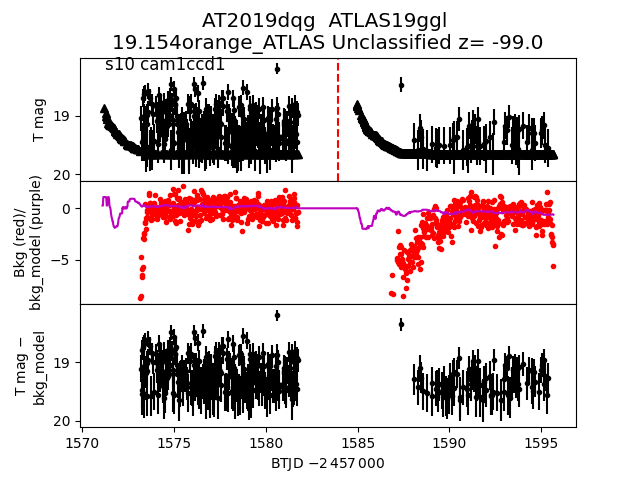 AT2019dqg  ATLAS19ggl
19.154orange_ATLAS Unclassified z= -99.0
s10 cam1ccd1
T mag
19
20
Bkg (red)/
bkg_model (purple)
0
−5
T mag −
bkg_model
19
20
1570
1575
1580
1585
1590
1595
BTJD −2 457 000